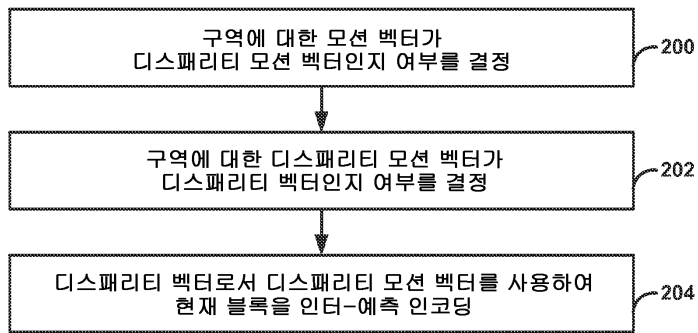 구역에 대한 모션 벡터가
디스패리티 모션 벡터인지 여부를 결정
200
구역에 대한 디스패리티 모션 벡터가
디스패리티 벡터인지 여부를 결정
202
디스패리티 벡터로서 디스패리티 모션 벡터를 사용하여
현재 블록을 인터-예측 인코딩
204